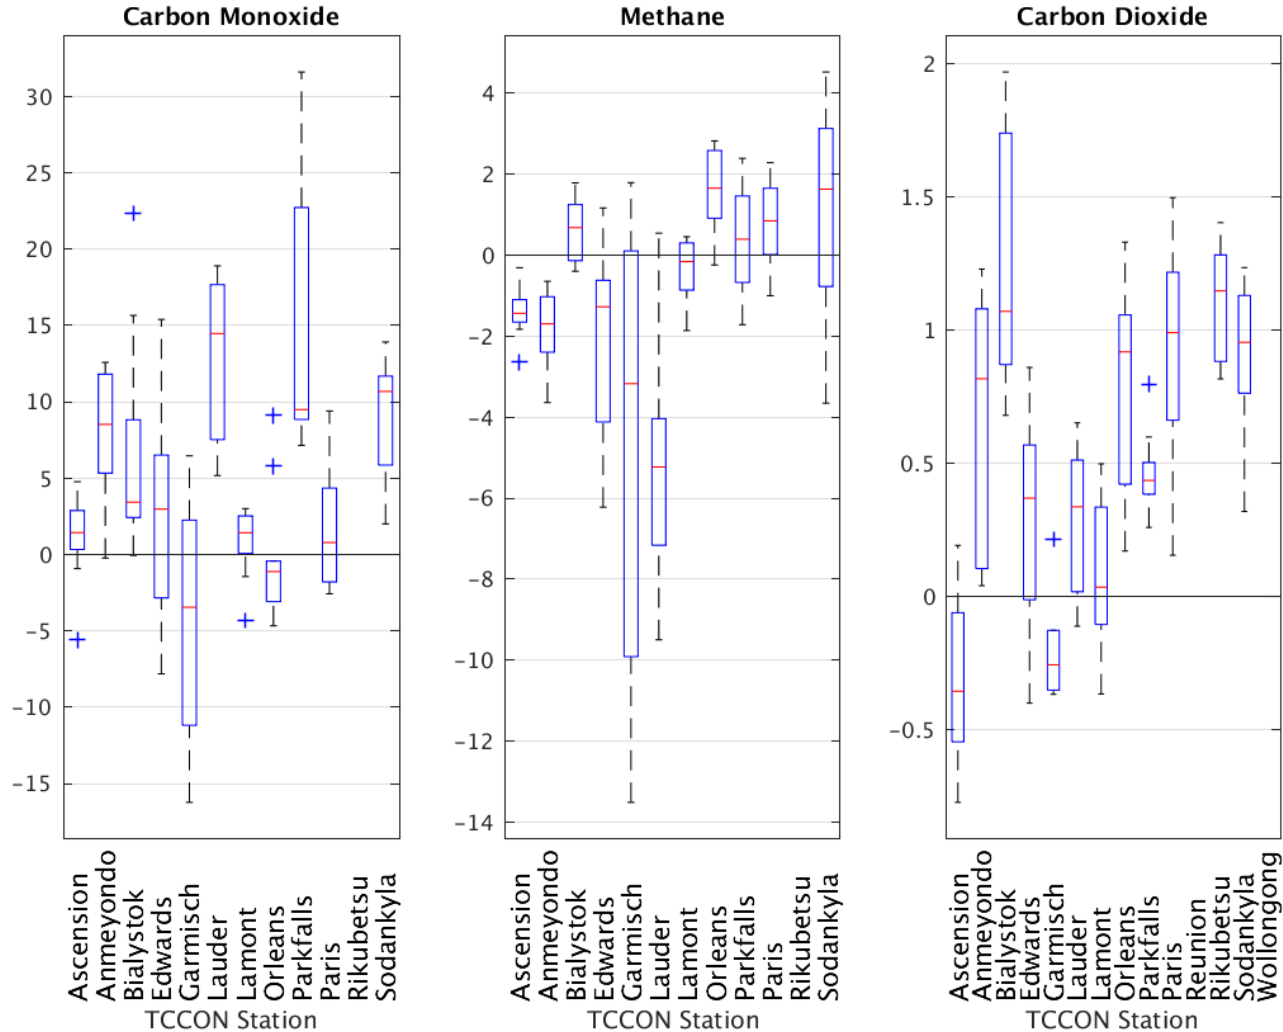 Carbon Monoxide
30
25
20
15
10
5
0
−5
−10
−15
Ascension
Anmeyondo
Bialystok
Edwards
Garmisch
Lauder
Lamont
Orleans
Parkfalls
Paris
Rikubetsu
Sodankyla
TCCON Station
Methane
4
2
0
−2
−4
−6
−8
−10
−12
−14
Ascension
Anmeyondo
Bialystok
Edwards
Garmisch
Lauder
Lamont
Orleans
Parkfalls
Paris
Rikubetsu
Sodankyla
TCCON Station
Carbon Dioxide
2
1.5
1
0.5
0
−0.5
Ascension
Anmeyondo
Bialystok
Edwards
Garmisch
Lauder
Lamont
Orleans
Parkfalls
Paris
Reunion
Rikubetsu
Sodankyla
Wollongong
TCCON Station